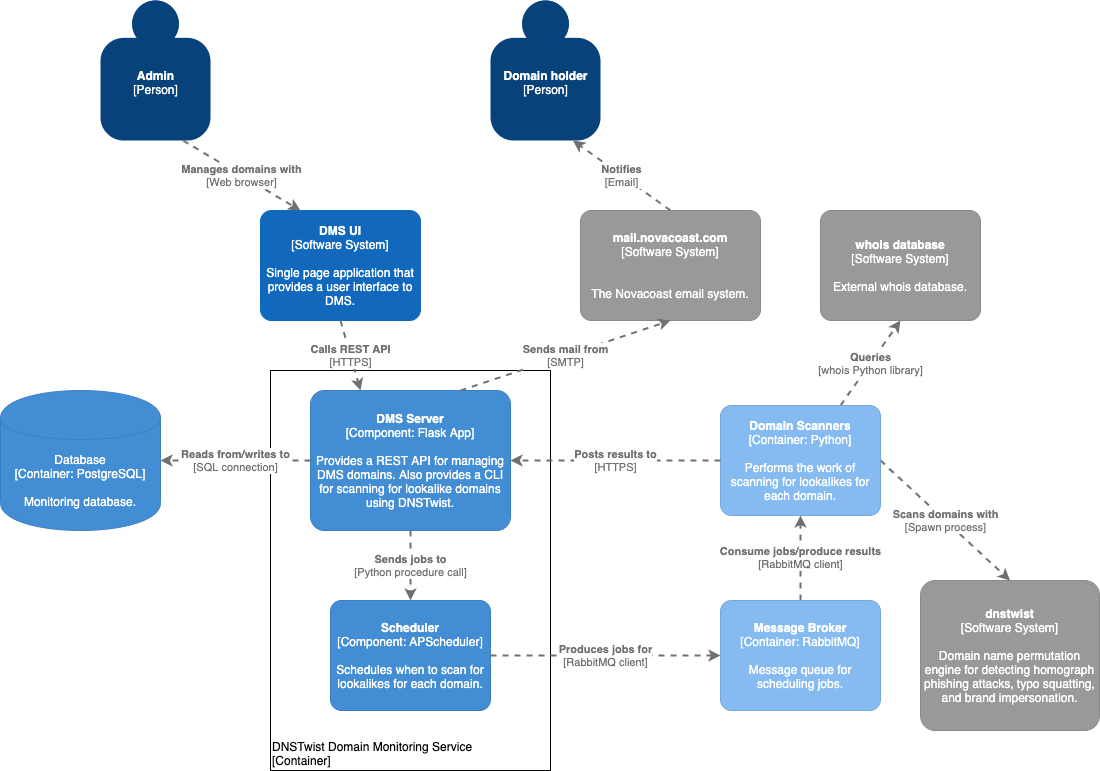 Admin
[Person]
Domain holder
[Person]
Manages domains with
[Web browser]
Notifies
[Email]
DMS UI
[Software System]
Single page application that
provides a user interface to
DMS.
mail.novacoast.com
[Software System]
The Novacoast email system.
whois database
[Software System]
External whois database.
Calls REST API
[HTTPS]
Sends mail from
[SMTP]
Queries
[whois Python library]
Database
[Container: PostgreSQL]
Monitoring database.
Reads from/writes to
[SQL connection]
DMS Server
[Component: Flask App]
Provides a REST API for managing
DMS domains. Also provides a CLI
for scanning for lookalike domains
using DNSTwist.
Posts results to
[HTTPS]
Domain Scanners
[Container: Python]
Performs the work of
scanning for lookalikes for
each domain.
Scans domains with
[Spawn process]
Sends jobs to
[Python procedure call]
Consume jobs/produce results
[RabbitMQ client]
Scheduler
[Component: APScheduler]
Schedules when to scan for
lookalikes for each domain.
Produces jobs for
[RabbitMQ client]
Message Broker
[Container: RabbitMQ]
Message queue for
scheduling jobs.
dnstwist
[Software System]
Domain name permutation
engine for detecting homograph
phishing attacks, typo squatting,
and brand impersonation.
DNSTwist Domain Monitoring Service
[Container]